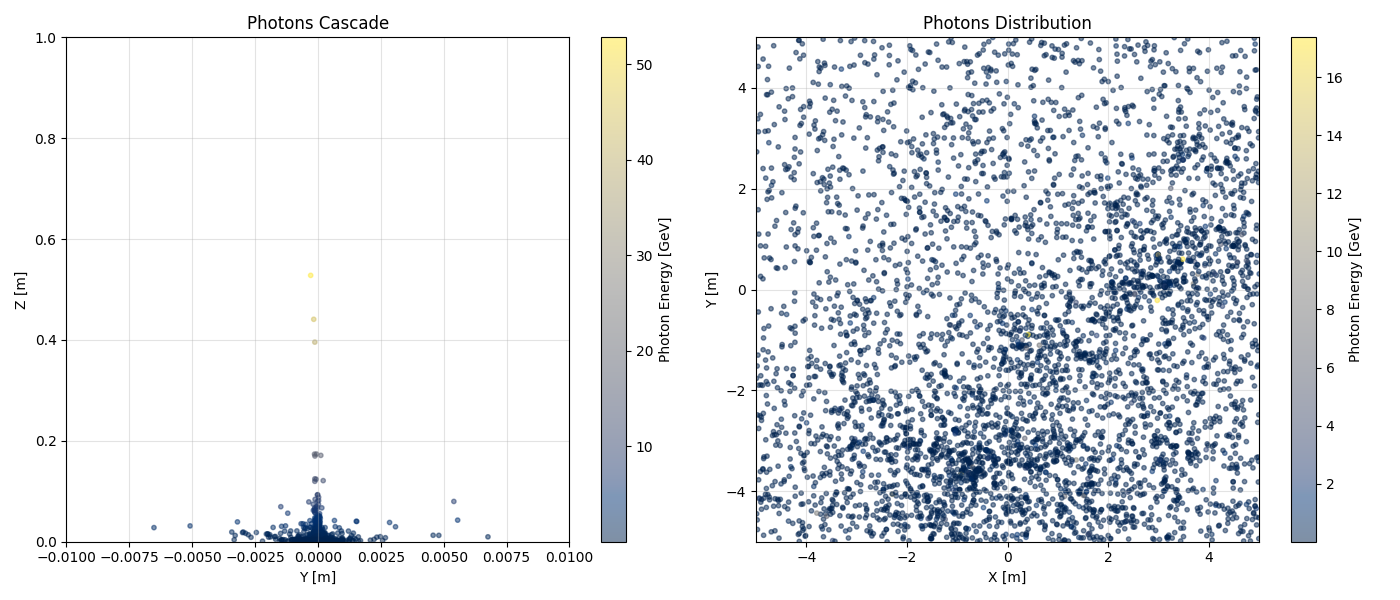 Photons Cascade
1.0
0.8
0.6
0.4
0.2
0.0
Z [m]
−0.0100 −0.0075 −0.0050 −0.0025 0.0000 0.0025 0.0050 0.0075 0.0100
Y [m]
50
40
30
20
10
Photon Energy [GeV]
Photons Distribution
4
2
0
−2
−4
Y [m]
−4 −2 0 2 4
X [m]
16
14
12
10
8
6
4
2
Photon Energy [GeV]